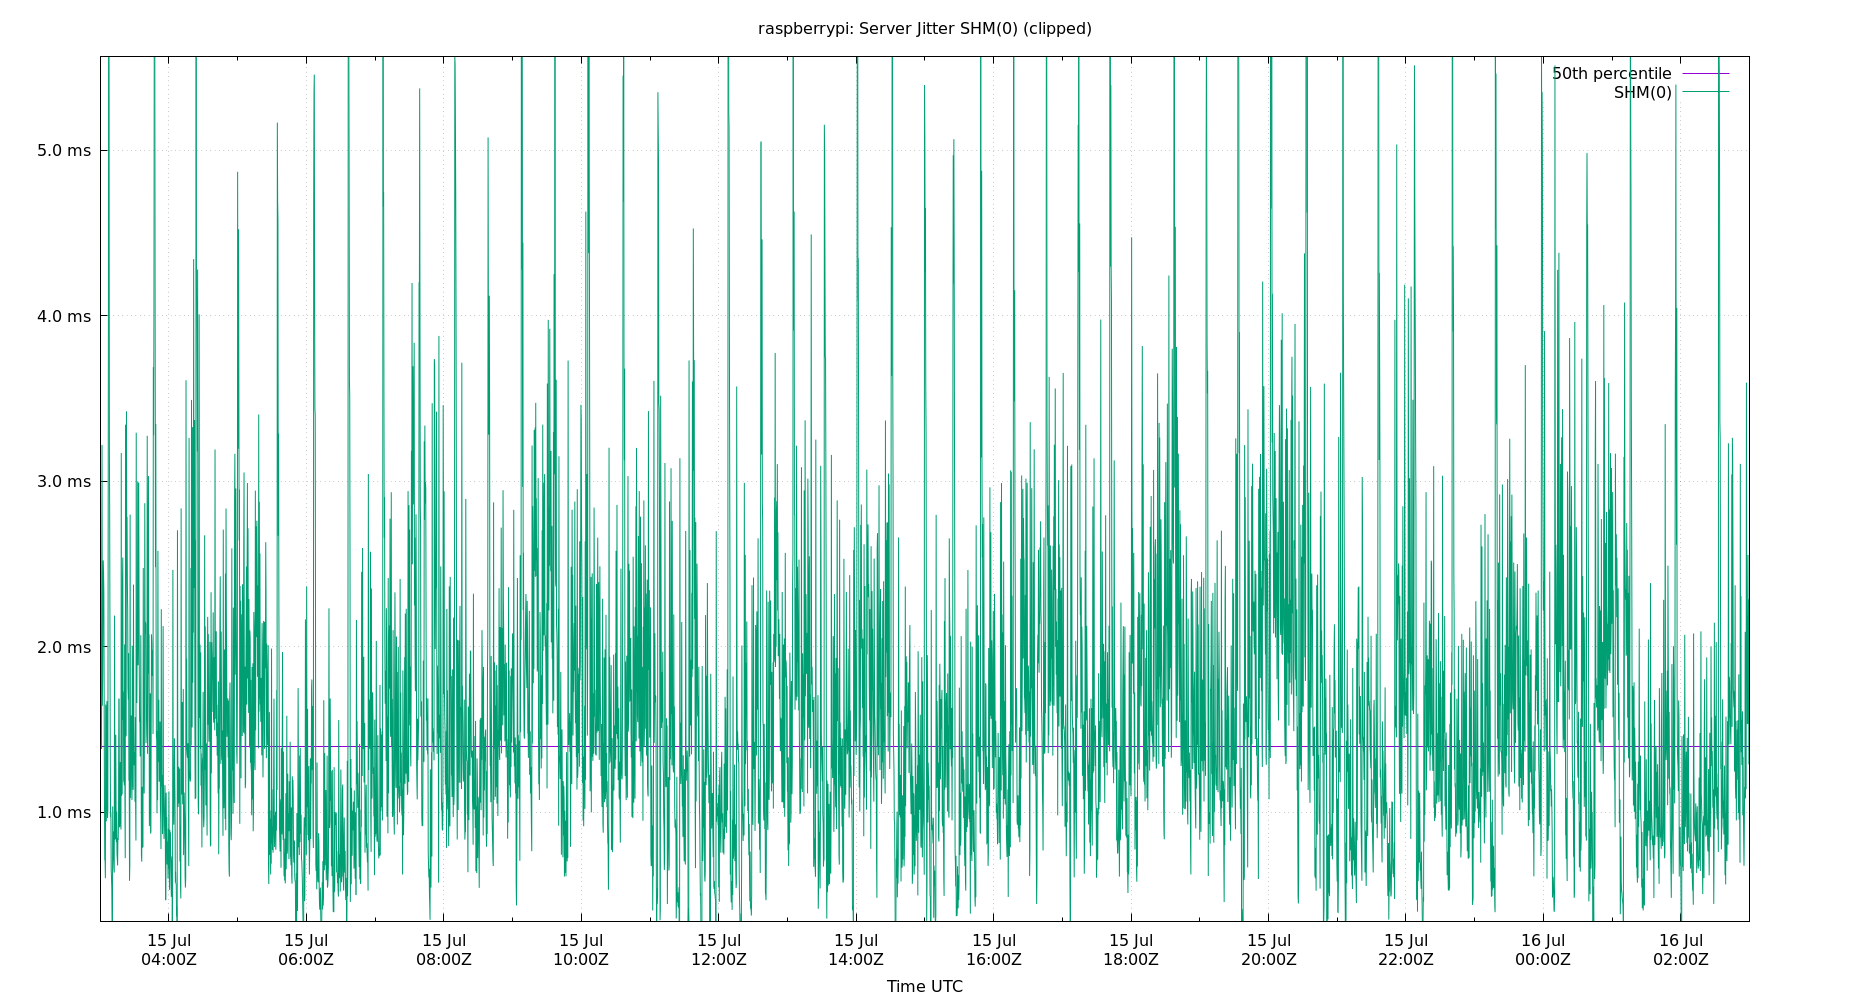 raspberrypi: Server Jitter SHM(0) (clipped)
50th percentile
SHM(0)
5.0 ms
4.0 ms
3.0 ms
2.0 ms
1.0 ms
15 Jul 15 Jul 15 Jul 15 Jul 15 Jul 15 Jul 15 Jul 15 Jul 15 Jul 15 Jul 16 Jul 16 Jul
04:00Z 06:00Z 08:00Z 10:00Z 12:00Z 14:00Z 16:00Z 18:00Z 20:00Z 22:00Z 00:00Z 02:00Z
Time UTC